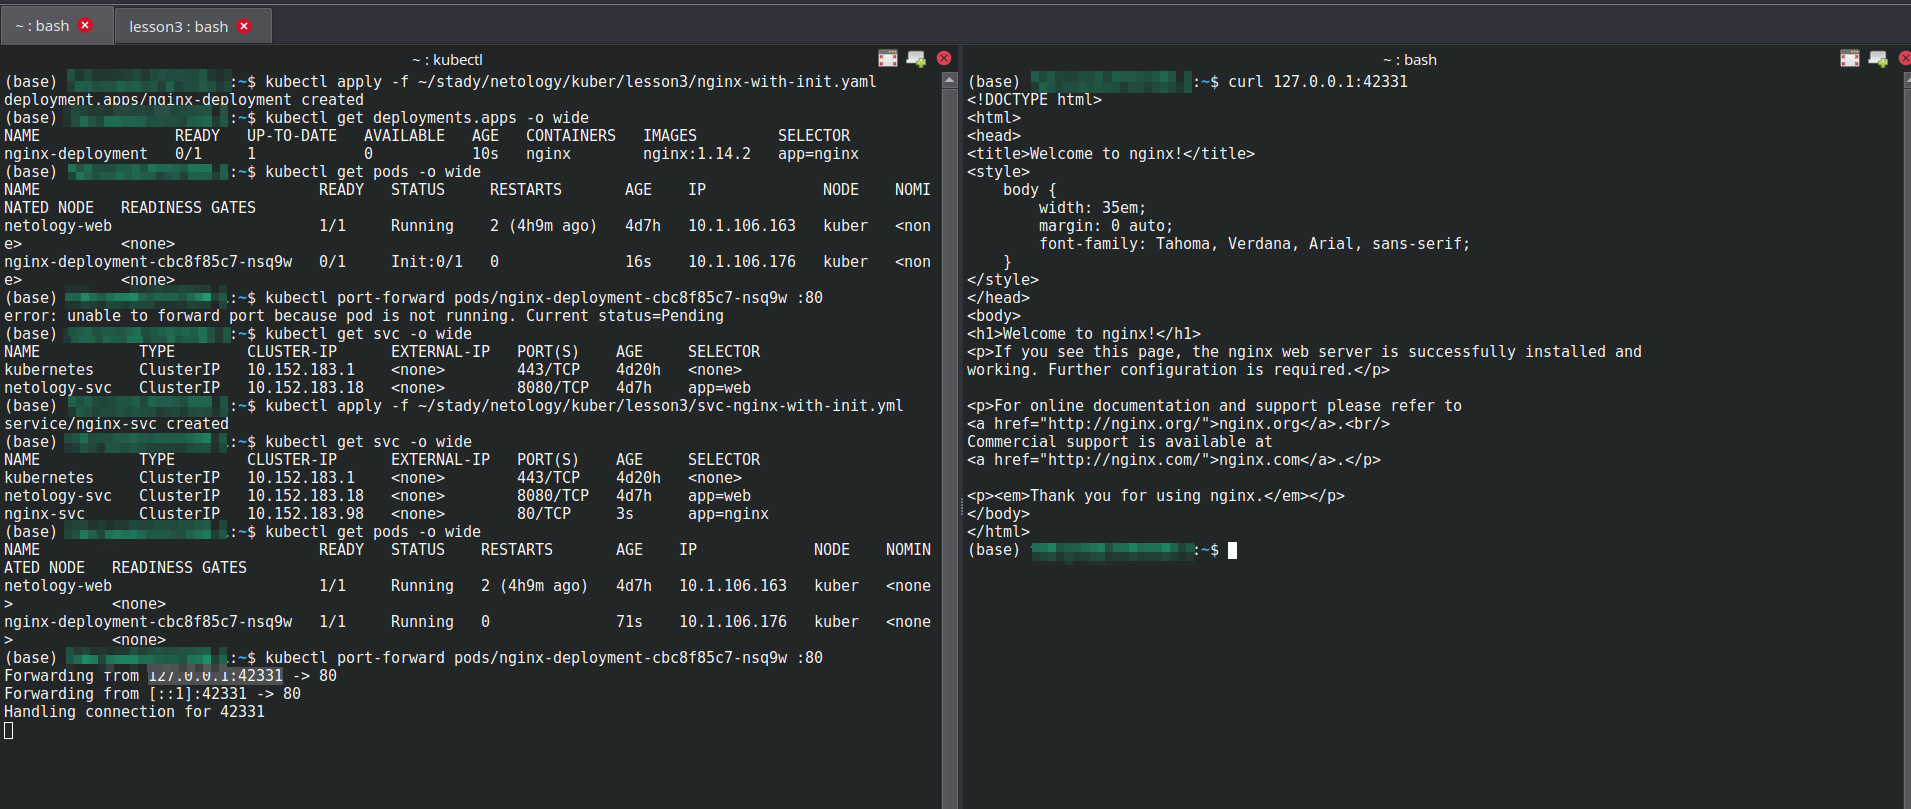 ~ : bash
lesson3 : bash
~ : kubectl
(base) :~$ kubectl apply -f ~/stady/netology/kuber/lesson3/nginx-with-init.yaml
deployment.apps/nginx-deployment created
(base) :~$ kubectl get deployments.apps -o wide
NAME               READY   UP-TO-DATE   AVAILABLE   AGE   CONTAINERS   IMAGES         SELECTOR
nginx-deployment   0/1     1            0           10s   nginx        nginx:1.14.2   app=nginx
(base) :~$ kubectl get pods -o wide
NAME                               READY   STATUS     RESTARTS       AGE    IP             NODE    NOMI
NATED NODE   READINESS GATES
netology-web                       1/1     Running    2 (4h9m ago)   4d7h   10.1.106.163   kuber   <non
e>           <none>
nginx-deployment-cbc8f85c7-nsq9w   0/1     Init:0/1   0              16s    10.1.106.176   kuber   <non
e>           <none>
(base) :~$ kubectl port-forward pods/nginx-deployment-cbc8f85c7-nsq9w :80
error: unable to forward port because pod is not running. Current status=Pending
(base) :~$ kubectl get svc -o wide
NAME           TYPE        CLUSTER-IP      EXTERNAL-IP   PORT(S)    AGE     SELECTOR
kubernetes     ClusterIP   10.152.183.1    <none>        443/TCP    4d20h   <none>
netology-svc   ClusterIP   10.152.183.18   <none>        8080/TCP   4d7h    app=web
(base) :~$ kubectl apply -f ~/stady/netology/kuber/lesson3/svc-nginx-with-init.yml
service/nginx-svc created
(base) :~$ kubectl get svc -o wide
NAME           TYPE        CLUSTER-IP      EXTERNAL-IP   PORT(S)    AGE     SELECTOR
kubernetes     ClusterIP   10.152.183.1    <none>        443/TCP    4d20h   <none>
netology-svc   ClusterIP   10.152.183.18   <none>        8080/TCP   4d7h    app=web
nginx-svc      ClusterIP   10.152.183.98   <none>        80/TCP     3s      app=nginx
(base) :~$ kubectl get pods -o wide
NAME                               READY   STATUS    RESTARTS       AGE    IP             NODE    NOMIN
ATED NODE   READINESS GATES
netology-web                       1/1     Running   2 (4h9m ago)   4d7h   10.1.106.163   kuber   <none
>           <none>
nginx-deployment-cbc8f85c7-nsq9w   1/1     Running   0              71s    10.1.106.176   kuber   <none
>           <none>
(base) :~$ kubectl port-forward pods/nginx-deployment-cbc8f85c7-nsq9w :80
Forwarding from 127.0.0.1:42331 -> 80
Forwarding from [::1]:42331 -> 80
Handling connection for 42331
~ : bash
(base) :~$ curl 127.0.0.1:42331
<!DOCTYPE html>
<html>
<head>
<title>Welcome to nginx!</title>
<style>
    body {
        width: 35em;
        margin: 0 auto;
        font-family: Tahoma, Verdana, Arial, sans-serif;
    }
</style>
</head>
<body>
<h1>Welcome to nginx!</h1>
<p>If you see this page, the nginx web server is successfully installed and
working. Further configuration is required.</p>
<p>For online documentation and support please refer to
<a href="http://nginx.org/">nginx.org</a>.<br/>
Commercial support is available at
<a href="http://nginx.com/">nginx.com</a>.</p>
<p><em>Thank you for using nginx.</em></p>
</body>
</html>
(base) :~$